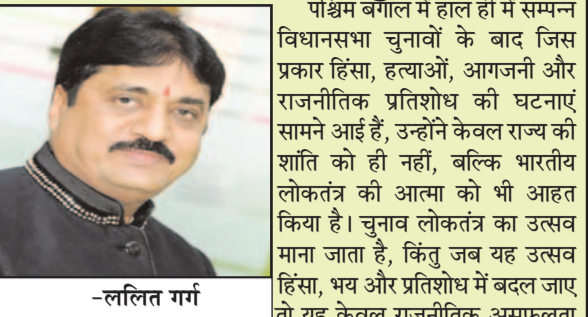 पश्चिम बंगाल में हाल ही में सम्पन्न
विधानसभा चुनावों के बाद जिस
प्रकार हिंसा, हत्याओं, आगजनी और
राजनीतिक प्रतिशोध की घटनाएं
सामने आई हैं, उन्होंने केवल राज्य की
शांति को ही नहीं, बल्कि भारतीय
लोकतंत्र की आत्मा को भी आहत
किया है। चुनाव लोकतंत्र का उत्सव
माना जाता है, किंतु जब यह उत्सव
हिंसा, भय और प्रतिशोध में बदल जाए
तो यह केवल राजनीतिक असफलता
-ललित गर्ग